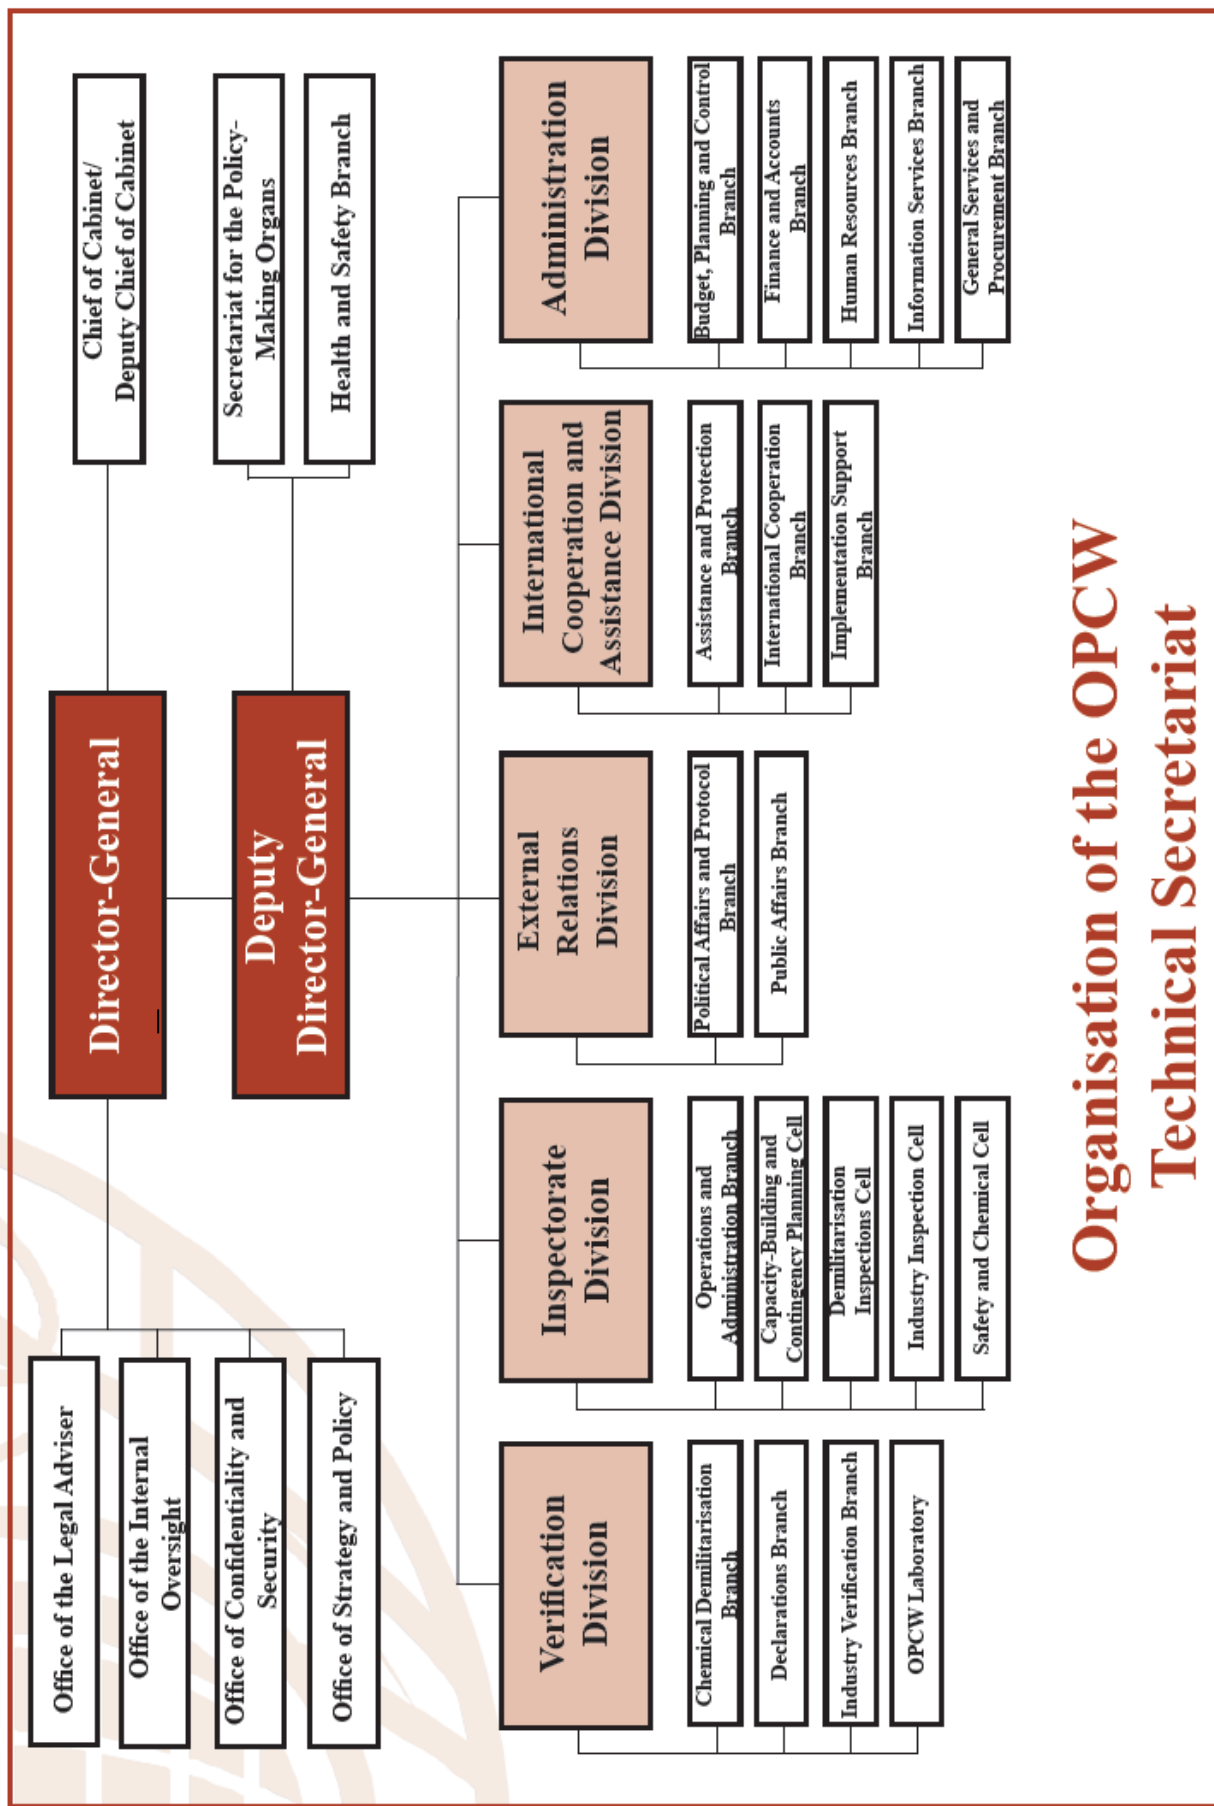 Office of the Legal Adviser
Office of the Internal
Oversight
Office of Confidentiality and
Security
Office of Strategy and Policy
Director-General
Deputy
Director-General
Chief of Cabinet/
Deputy Chief of Cabinet
Secretariat for the Policy-
Making Organs
Health and Safety Branch
Verification
Division
Chemical Demilitarisation
Branch
Declarations Branch
Industry Verification Branch
OPCW Laboratory
Inspectorate
Division
Operations and
Administration Branch
Capacity-Building and
Contingency Planning Cell
Demilitarisation
Inspections Cell
Industry Inspection Cell
Safety and Chemical Cell
External
Relations
Division
Political Affairs and Protocol
Branch
Public Affairs Branch
International
Cooperation and
Assistance Division
Assistance and Protection
Branch
International Cooperation
Branch
Implementation Support
Branch
Administration
Division
Budget, Planning and Control
Branch
Finance and Accounts
Branch
Human Resources Branch
Information Services Branch
General Services and
Procurement Branch
Organisation of the OPCW
Technical Secretariat